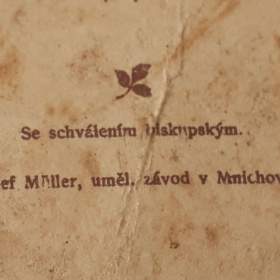 Se schválením biskupským.
ef Müller, uměl. závod v Mnichov